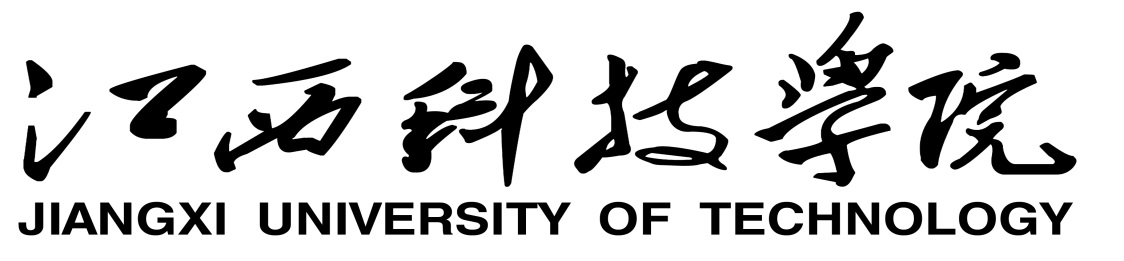 江西科技学院
JIANGXI UNIVERSITY OF TECHNOLOGY